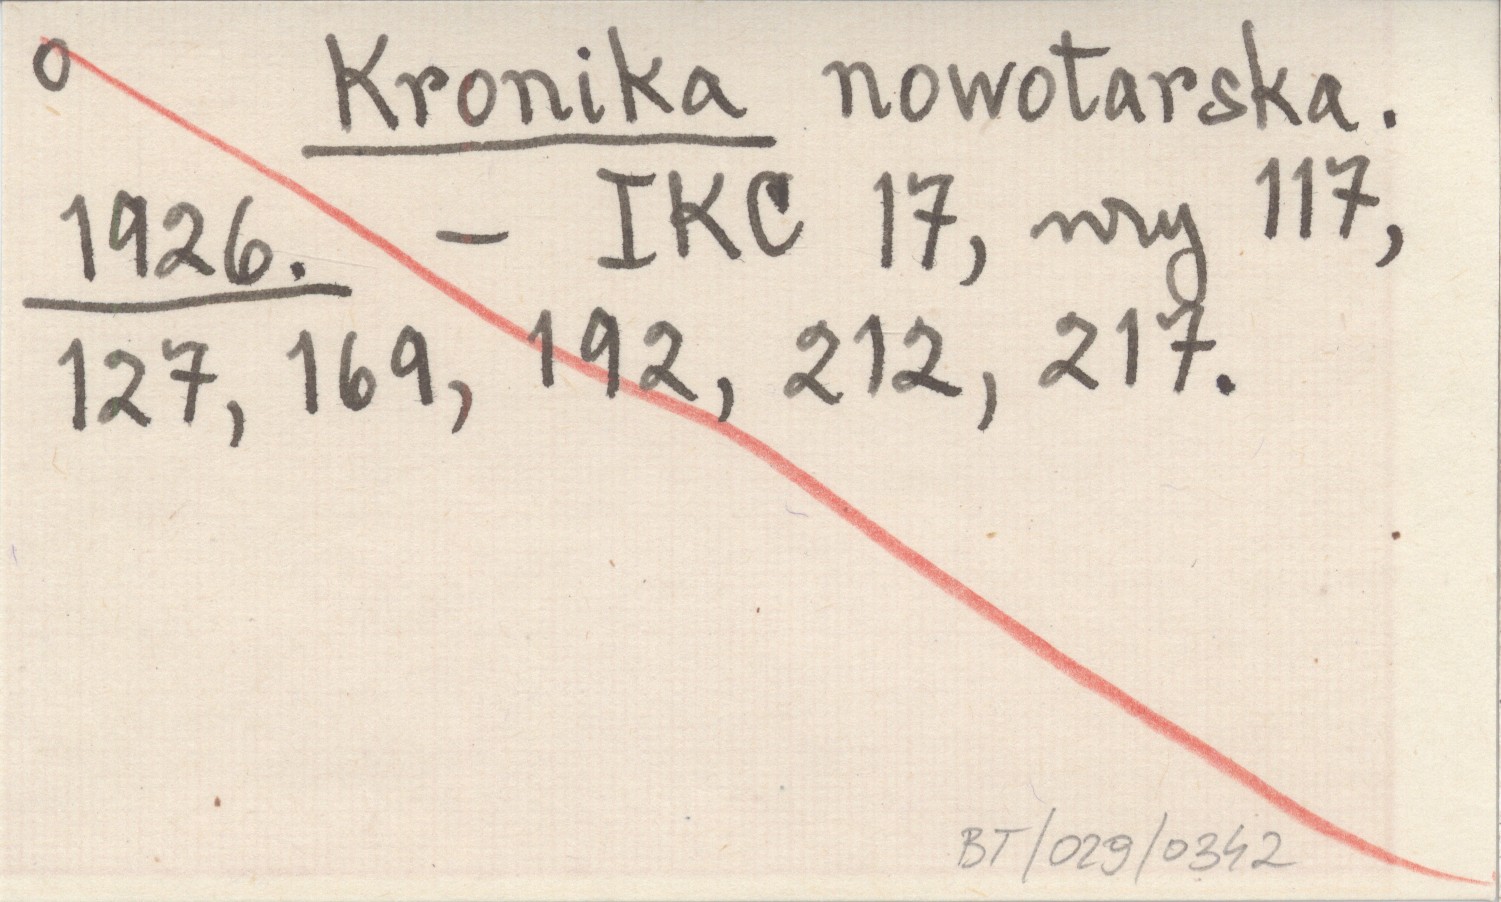 o Kronika nowotarska.
1926. – IKC 17, nry 117,
127, 169, 192, 212, 217.
BT/029/0342